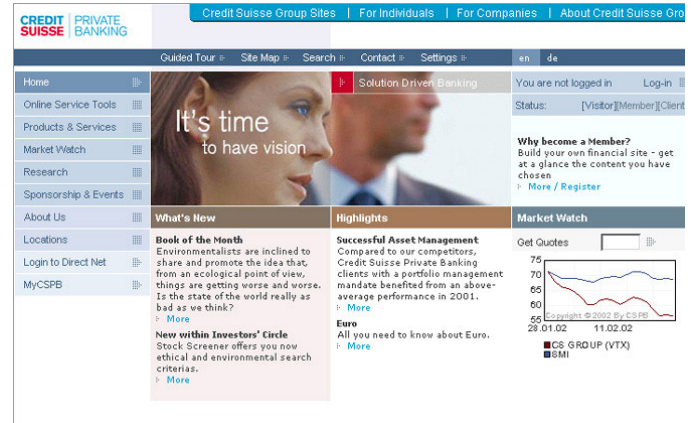 CREDIT SUISSE
PRIVATE BANKING
Credit Suisse Group Sites | For Individuals | For Companies | About Credit Suisse Gro
Guided Tour Site Map Search Contact Settings en de
Home
Online Service Tools
Products & Services
Market Watch
Research
Sponsorship & Events
About Us
Locations
Login to Direct Net
MyCSPB
It's time
to have vision
Solution Driven Banking
You are not logged in Log-in
Status: [Visitor][Member][Client
Why become a Member?
Build your own financial site - get
at a glance the content you have
chosen
More / Register
What's New
Book of the Month
Environmentalists are inclined to
share and promote the idea that,
from an ecological point of view,
things are getting worse and worse.
Is the state of the world really as
bad as we think?
More
New within Investors' Circle
Stock Screener offers you now
ethical and environmental search
criterias.
More
Highlights
Successful Asset Management
Compared to our competitors,
Credit Suisse Private Banking
clients with a portfolio management
mandate benefited from an above-
average performance in 2001.
More
Euro
All you need to know about Euro.
More
Market Watch
Get Quotes
75
70
65
60
55
Copyright ©2002 By CSPB
28.01.02 11.02.02
CS GROUP (VTX)
SMI